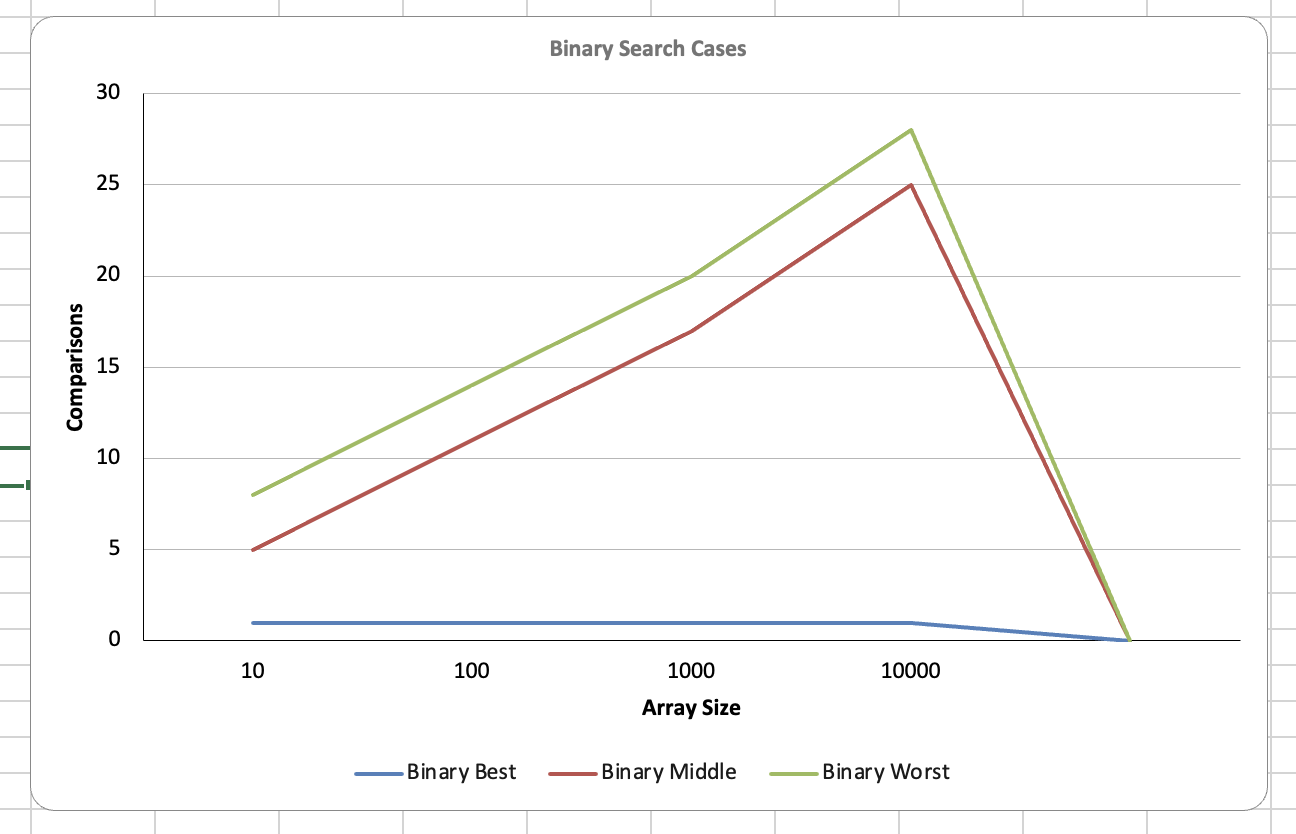 Binary Search Cases
30
25
20
15
10
5
0
Comparisons
10 100 1000 10000
Array Size
Binary Best Binary Middle Binary Worst